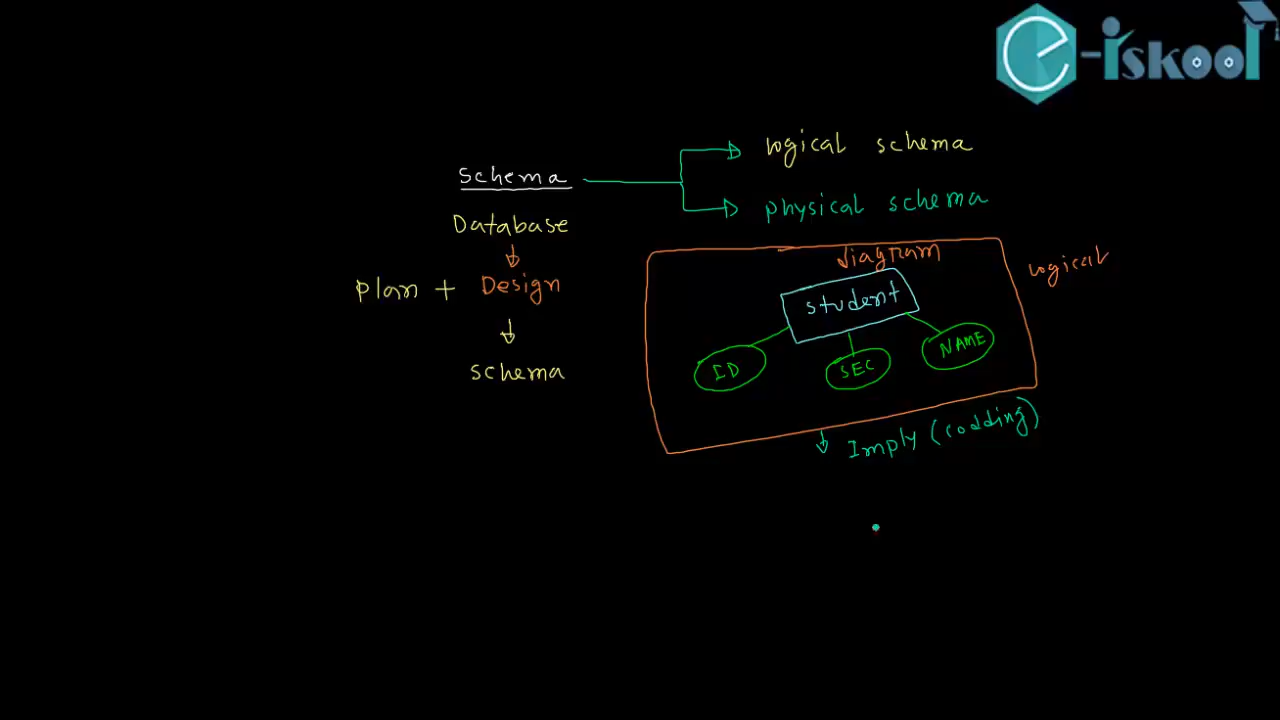 e-iskool
logical schema
Schema
physical schema
Database
Plan + Design
schema
diagram
logical
student
ID
SEC
NAME
Imply (codding)